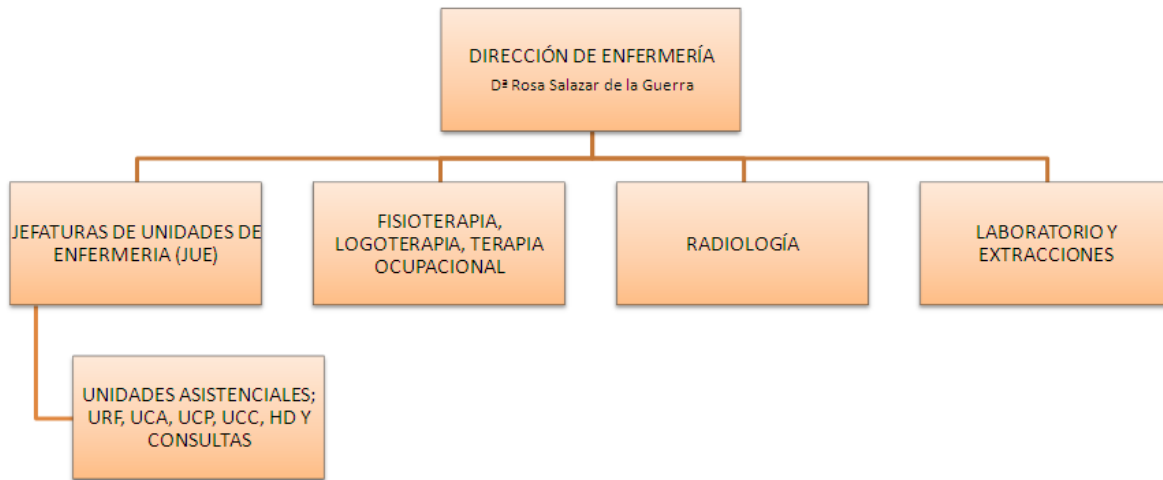 DIRECCIÓN DE ENFERMERÍA
Dª Rosa Salazar de la Guerra
JEFATURAS DE UNIDADES DE
ENFERMERIA (JUE)
FISIOTERAPIA,
LOGOTERAPIA, TERAPIA
OCUPACIONAL
RADIOLOGÍA
LABORATORIO Y
EXTRACCIONES
UNIDADES ASISTENCIALES;
URF, UCA, UCP, UCC, HD Y
CONSULTAS